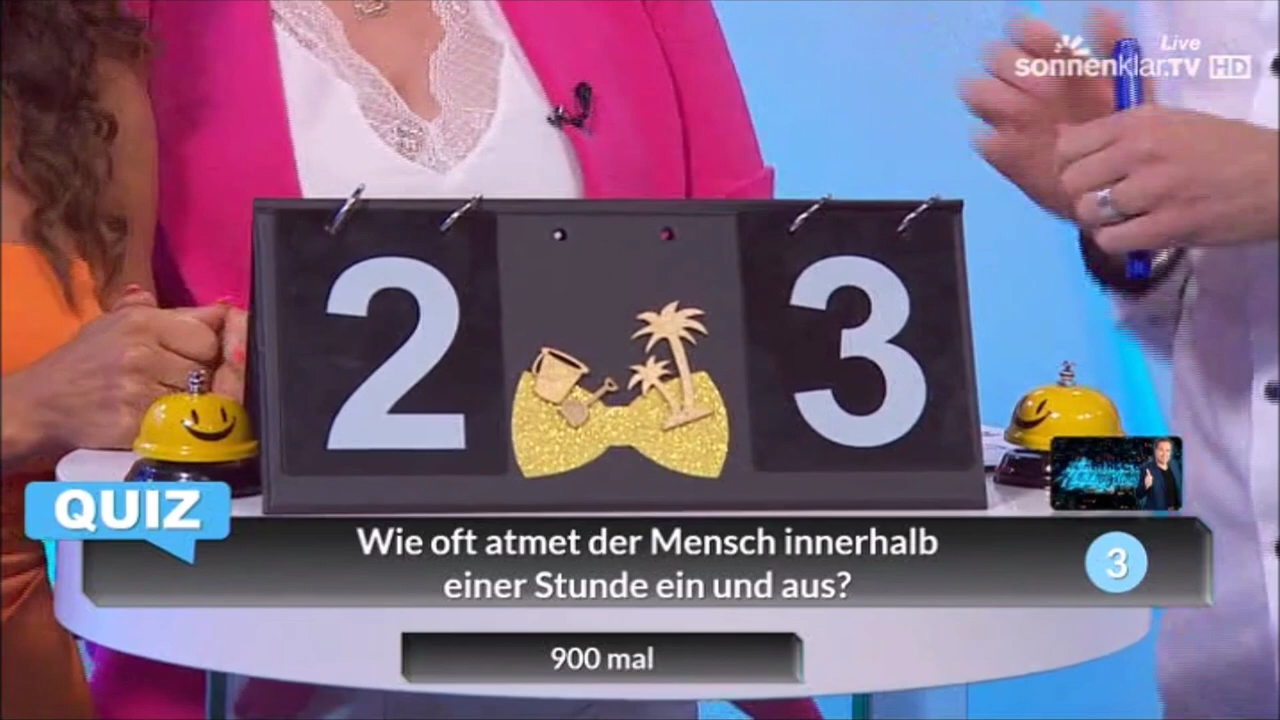 Live
sonnenklar.TV HD
2 3
QUIZ
Wie oft atmet der Mensch innerhalb
einer Stunde ein und aus?
3
900 mal